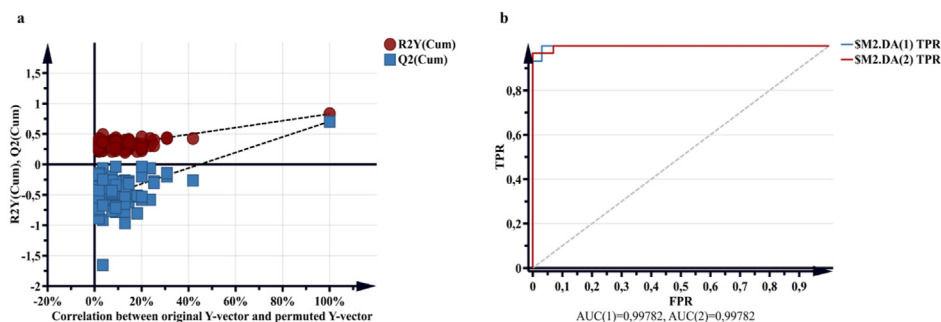 a
R2Y(Cum)
Q2(Cum)
1,5
1
0,5
0
-0,5
-1
-1,5
-2
R2Y(Cum), Q2(Cum)
-20% 0% 20% 40% 60% 80% 100%
Correlation between original Y-vector and permuted Y-vector
b
$M2.DA(1) TPR
$M2.DA(2) TPR
0,8
0,6
0,4
0,2
0
TPR
0 0,1 0,2 0,3 0,4 0,5 0,6 0,7 0,8 0,9
FPR
AUC(1)=0,99782, AUC(2)=0,99782